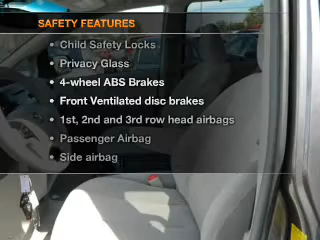 SAFETY FEATURES
• Child Safety Locks
• Privacy Glass
• 4-wheel ABS Brakes
• Front Ventilated disc brakes
• 1st, 2nd and 3rd row head airbags
• Passenger Airbag
• Side airbag